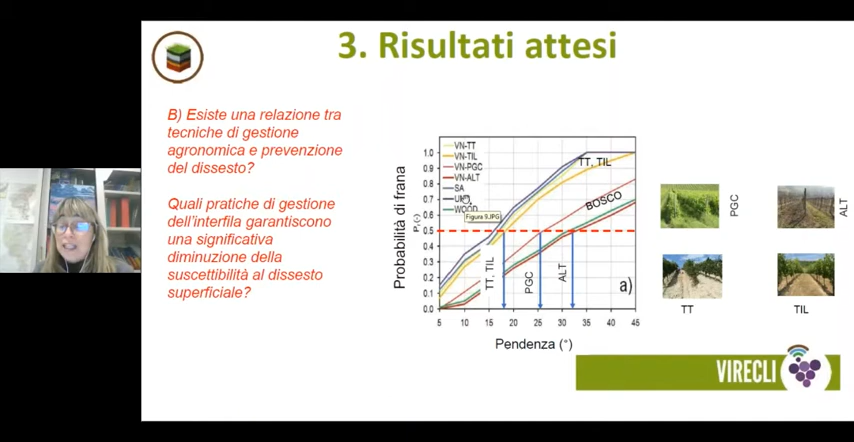 3. Risultati attesi
B) Esiste una relazione tra
tecniche di gestione
agronomica e prevenzione
del dissesto?
Quali pratiche di gestione
dell'interfila garantiscono
una significativa
diminuzione della
suscettibilità al dissesto
superficiale?
Probabilità di frana
1.0
0.9
0.8
0.7
0.6
0.5
0.4
0.3
0.2
0.1
0.0
VN-TT
VN-TIL
VN-PGC
VN-ALT
SA
WOOD
Figura 9.JPG
TT, TIL
BOSCO
TT, TIL
PGC
ALT
a)
5 10 15 20 25 30 35 40 45
Pendenza (°)
PGC
ALT
TT
TIL
VIRECLI